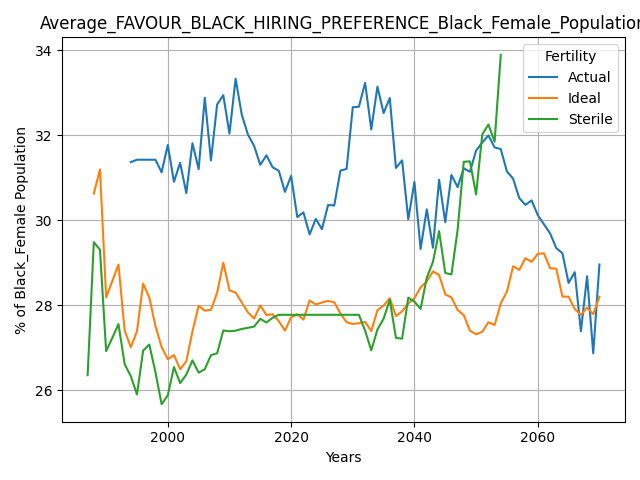 Average_FAVOUR_BLACK_HIRING_PREFERENCE_Black_Female_Population
34
32
30
28
26
% of Black_Female Population
2000
2020
2040
2060
Years
Fertility
Actual
Ideal
Sterile